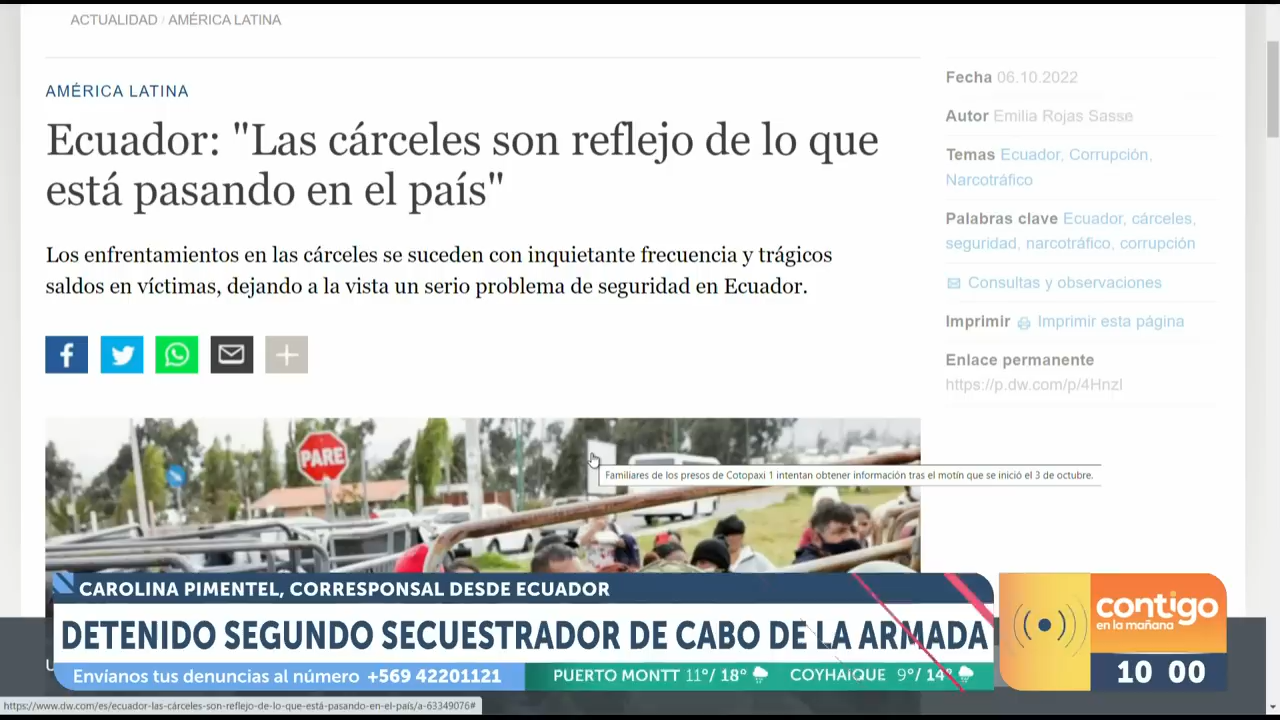 ACTUALIDAD / AMÉRICA LATINA
AMÉRICA LATINA
Ecuador: "Las cárceles son reflejo de lo que
está pasando en el país"
Los enfrentamientos en las cárceles se suceden con inquietante frecuencia y trágicos
saldos en víctimas, dejando a la vista un serio problema de seguridad en Ecuador.
Fecha 06.10.2022
Autor Emilia Rojas Sasse
Temas Ecuador, Corrupción,
Narcotráfico
Palabras clave Ecuador, cárceles,
seguridad, narcotráfico, corrupción
Consultas y observaciones
Imprimir Imprimir esta página
Enlace permanente
https://p.dw.com/p/4HnzI
PARE
Familiares de los presos de Cotopaxi 1 intentan obtener información tras el motín que se inició el 3 de octubre.
CAROLINA PIMENTEL, CORRESPONSAL DESDE ECUADOR
DETENIDO SEGUNDO SECUESTRADOR DE CABO DE LA ARMADA
Envíanos tus denuncias al número +569 42201121
PUERTO MONTT 11°/ 18° COYHAIQUE 9°/ 14°
contigo
en la mañana
10 00
https://www.dw.com/es/ecuador-las-cárceles-son-reflejo-de-lo-que-está-pasando-en-el-país/a-63349076#